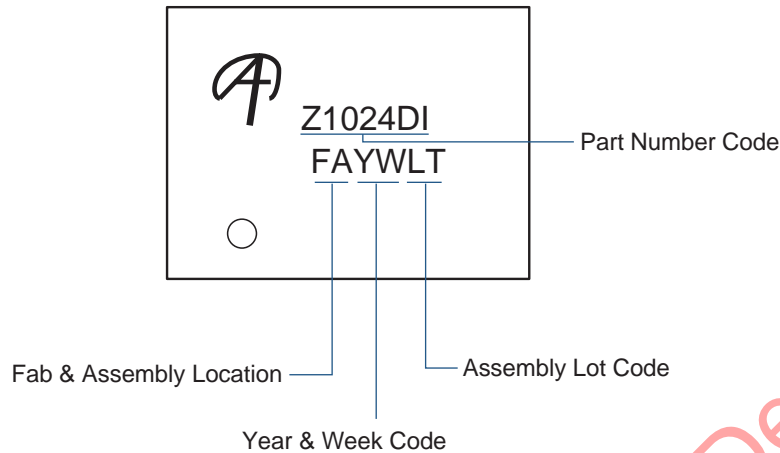 Z1024DI
Part Number Code
FAYWLT
Fab & Assembly Location
Assembly Lot Code
Year & Week Code